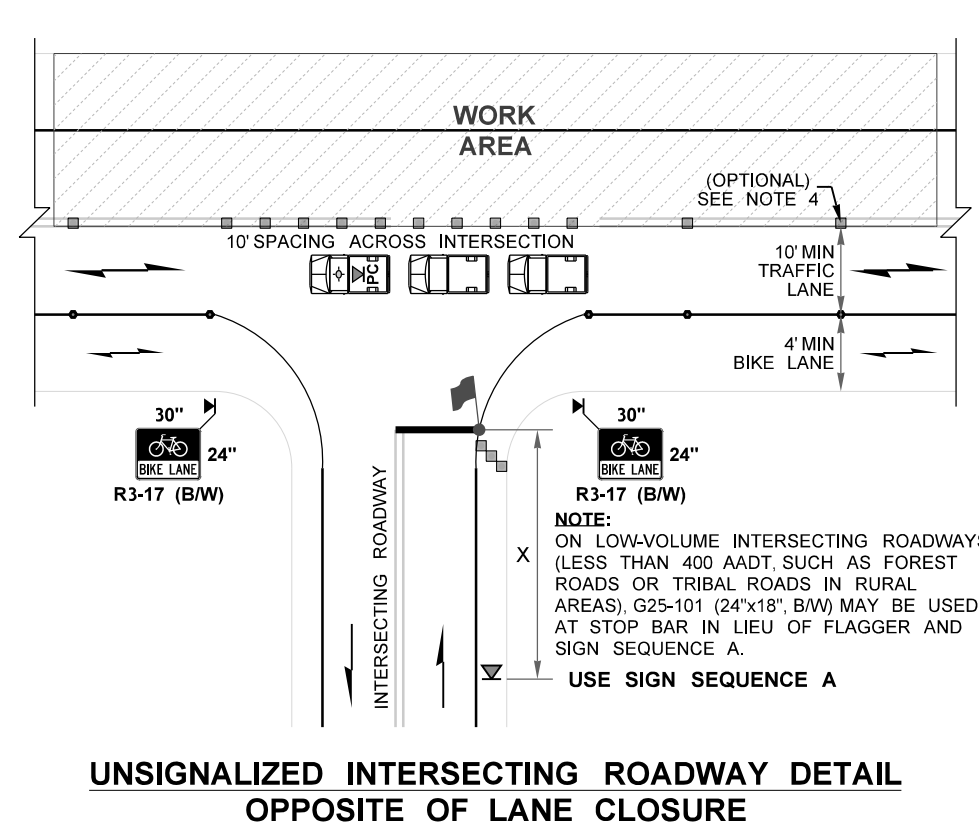 WORK
AREA
(OPTIONAL)
SEE NOTE 4
10' SPACING ACROSS INTERSECTION
10' MIN
TRAFFIC
LANE
PC
4' MIN
BIKE LANE
30"
24"
BIKE LANE
R3-17 (B/W)
30"
24"
BIKE LANE
R3-17 (B/W)
INTERSECTING ROADWAY
X
NOTE:
ON LOW-VOLUME INTERSECTING ROADWAYS
(LESS THAN 400 AADT, SUCH AS FOREST
ROADS OR TRIBAL ROADS IN RURAL
AREAS), G25-101 (24"x18", B/W) MAY BE USED
AT STOP BAR IN LIEU OF FLAGGER AND
SIGN SEQUENCE A.
USE SIGN SEQUENCE A
UNSIGNALIZED INTERSECTING ROADWAY DETAIL
OPPOSITE OF LANE CLOSURE